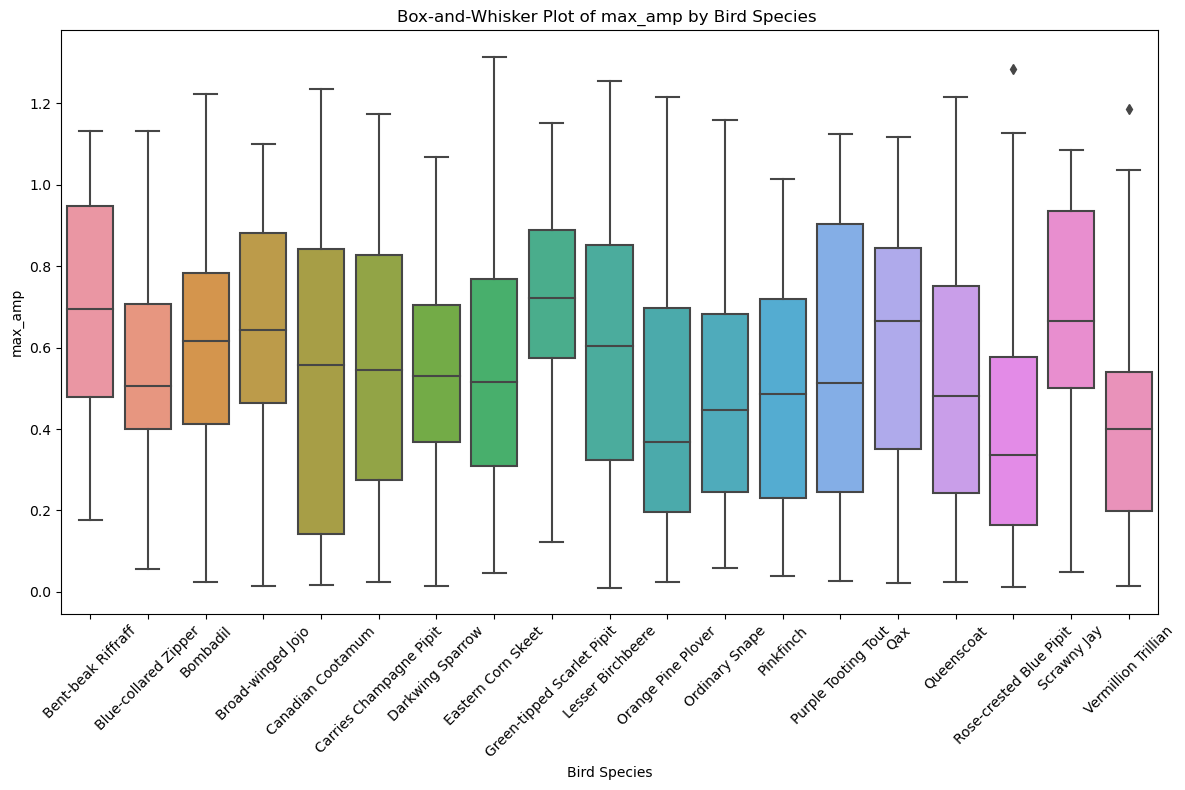 Box-and-Whisker Plot of max_amp by Bird Species
max_amp
1.2
1.0
0.8
0.6
0.4
0.2
0.0
Bent-beak Riffraff
Blue-collared Zipper
Bombadil
Broad-winged Jojo
Canadian Cootamum
Carries Champagne Pipit
Darkwing Sparrow
Eastern Corn Skeet
Green-tipped Scarlet Pipit
Lesser Birchbeere
Orange Pine Plover
Ordinary Snape
Pinkfinch
Purple Tooting Tout
Qax
Queenscoat
Rose-crested Blue Pipit
Scrawny Jay
Vermillion Trillian
Bird Species